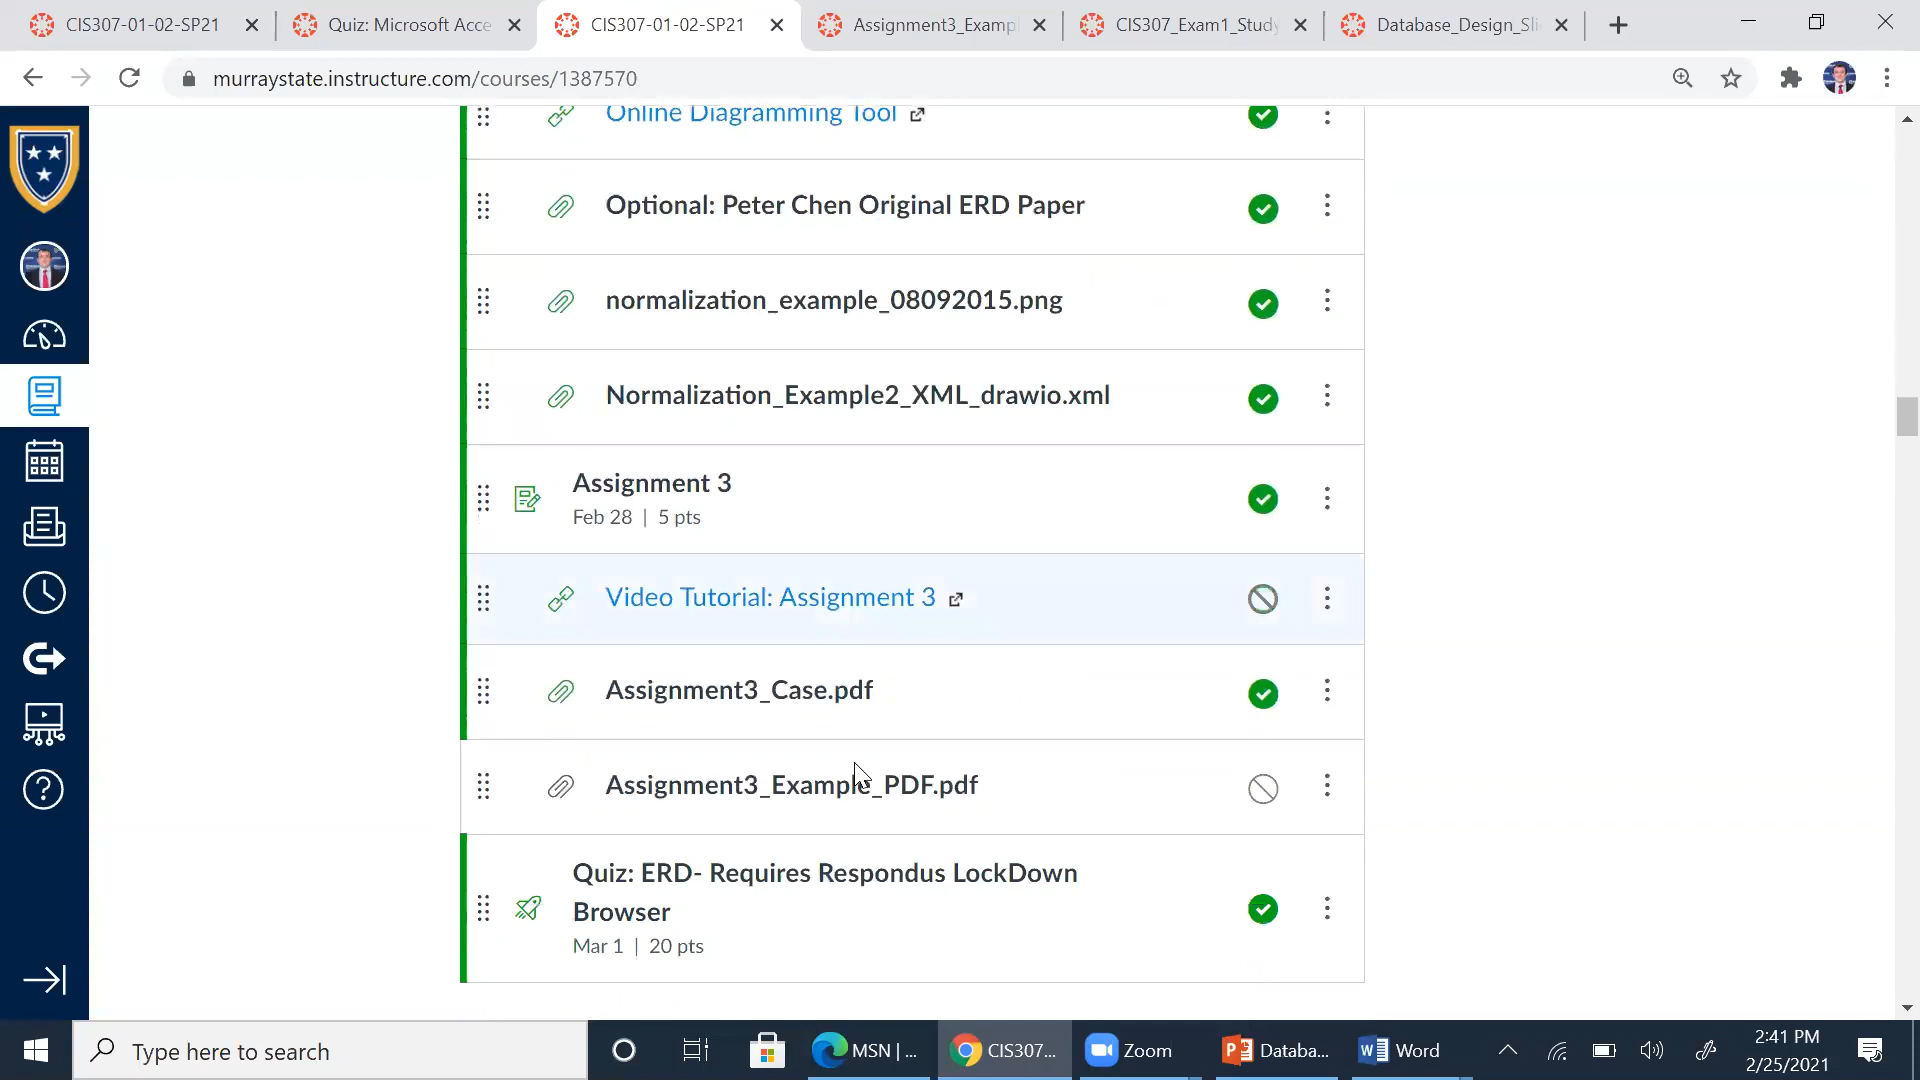 CIS307-01-02-SP21
Quiz: Microsoft Acce
CIS307-01-02-SP21
Assignment3_Examp
CIS307_Exam1_Study
Database_Design_Sli
murraystate.instructure.com/courses/1387570
Online Diagramming Tool
Optional: Peter Chen Original ERD Paper
normalization_example_08092015.png
Normalization_Example2_XML_drawio.xml
Assignment 3
Feb 28 | 5 pts
Video Tutorial: Assignment 3
Assignment3_Case.pdf
Assignment3_Example_PDF.pdf
Quiz: ERD- Requires Respondus LockDown
Browser
Mar 1 | 20 pts
Type here to search
MSN | ...
CIS307...
Zoom
Databa...
Word
2:41 PM
2/25/2021